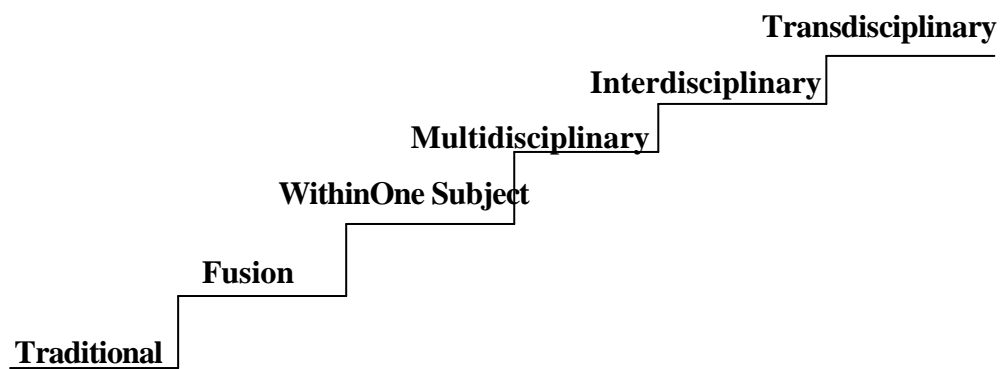 Transdisciplinary
Interdisciplinary
Multidisciplinary
WithinOne Subject
Fusion
Traditional